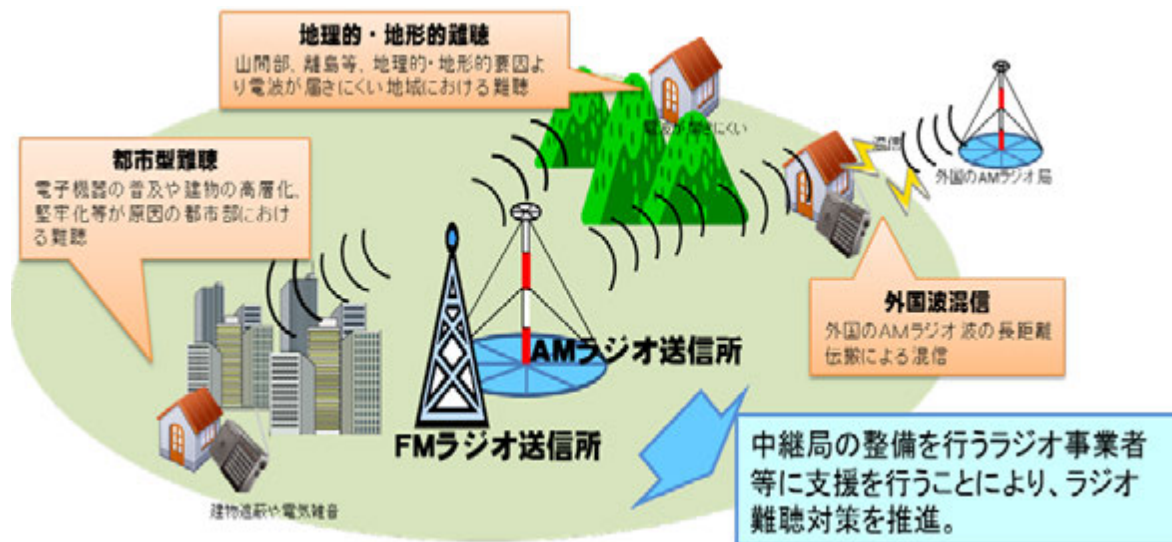 地理的・地形的難聴
山間部、離島等、地理的・地形的要因よ
り電波が届きにくい地域における難聴
電波が届きにくい
混信
外国のAMラジオ局
都市型難聴
電子機器の普及や建物の高層化、
堅牢化等が原因の都市部におけ
る難聴
外国波混信
外国のAMラジオ波の長距離
伝搬による混信
AMラジオ送信所
FMラジオ送信所
建物遮蔽や電気雑音
中継局の整備を行うラジオ事業者
等に支援を行うことにより、ラジオ
難聴対策を推進。